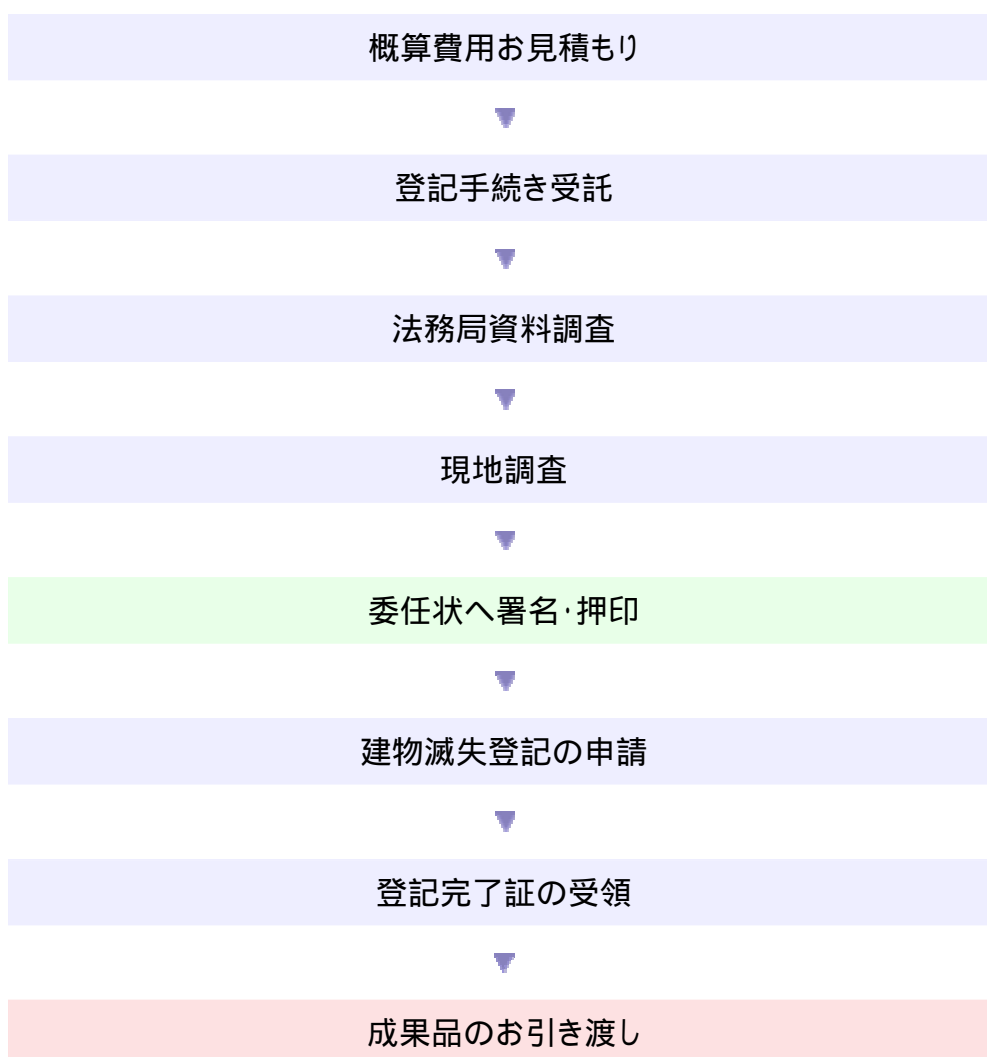 概算費用お見積もり
登記手続き受託
法務局資料調査
現地調査
委任状へ署名·押印
建物滅失登記の申請
登記完了証の受領
成果品のお引き渡し